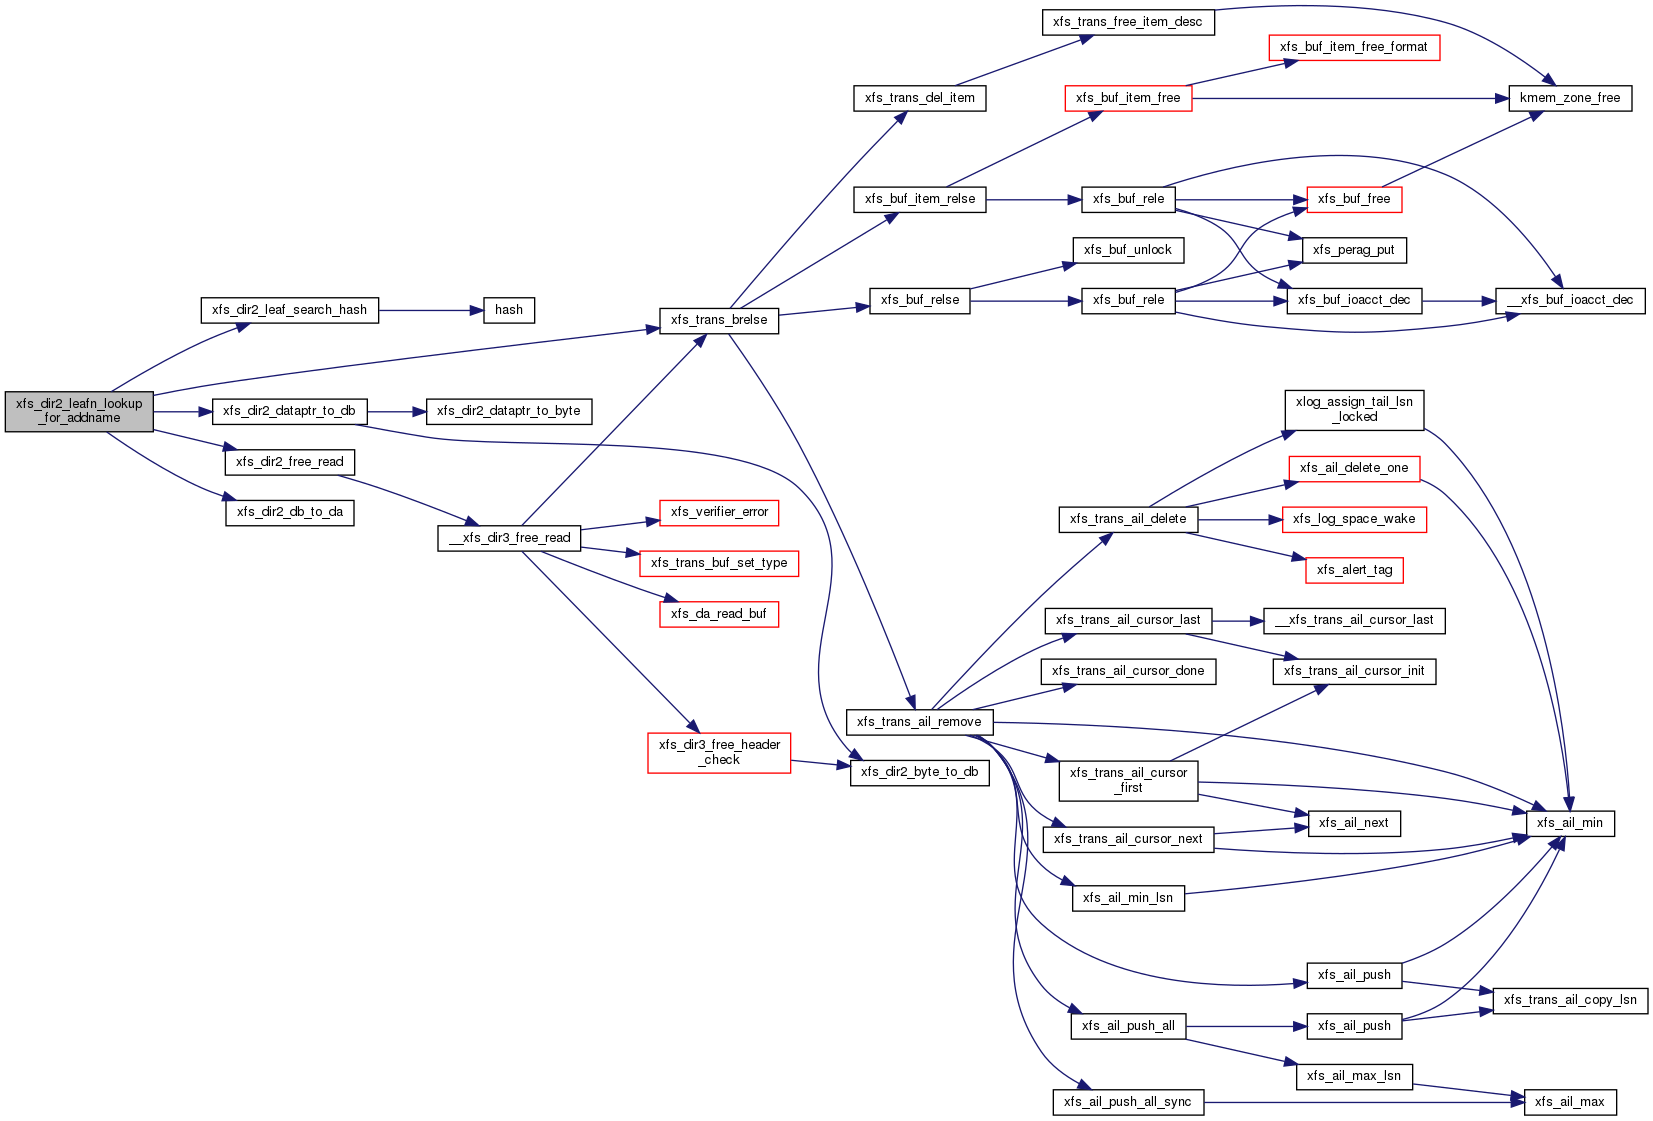 xfs_trans_free_item_desc
xfs_buf_item_free_format
xfs_trans_del_item
xfs_buf_item_free
kmem_zone_free
xfs_buf_item_relse
xfs_buf_rele
xfs_buf_free
xfs_buf_unlock
xfs_perag_put
xfs_dir2_leaf_search_hash
hash
xfs_trans_brelse
xfs_buf_relse
xfs_buf_rele
xfs_buf_ioacct_dec
__xfs_buf_ioacct_dec
xfs_dir2_leafn_lookup
_for_addname
xfs_dir2_dataptr_to_db
xfs_dir2_dataptr_to_byte
xlog_assign_tail_lsn
_locked
xfs_dir2_free_read
xfs_ail_delete_one
xfs_dir2_db_to_da
xfs_verifier_error
xfs_trans_ail_delete
xfs_log_space_wake
__xfs_dir3_free_read
xfs_trans_buf_set_type
xfs_alert_tag
xfs_da_read_buf
xfs_trans_ail_cursor_last
__xfs_trans_ail_cursor_last
xfs_trans_ail_cursor_done
xfs_trans_ail_cursor_init
xfs_trans_ail_remove
xfs_dir3_free_header
_check
xfs_dir2_byte_to_db
xfs_trans_ail_cursor
_first
xfs_ail_next
xfs_ail_min
xfs_trans_ail_cursor_next
xfs_ail_min_lsn
xfs_ail_push
xfs_trans_ail_copy_lsn
xfs_ail_push_all
xfs_ail_push
xfs_ail_max_lsn
xfs_ail_push_all_sync
xfs_ail_max